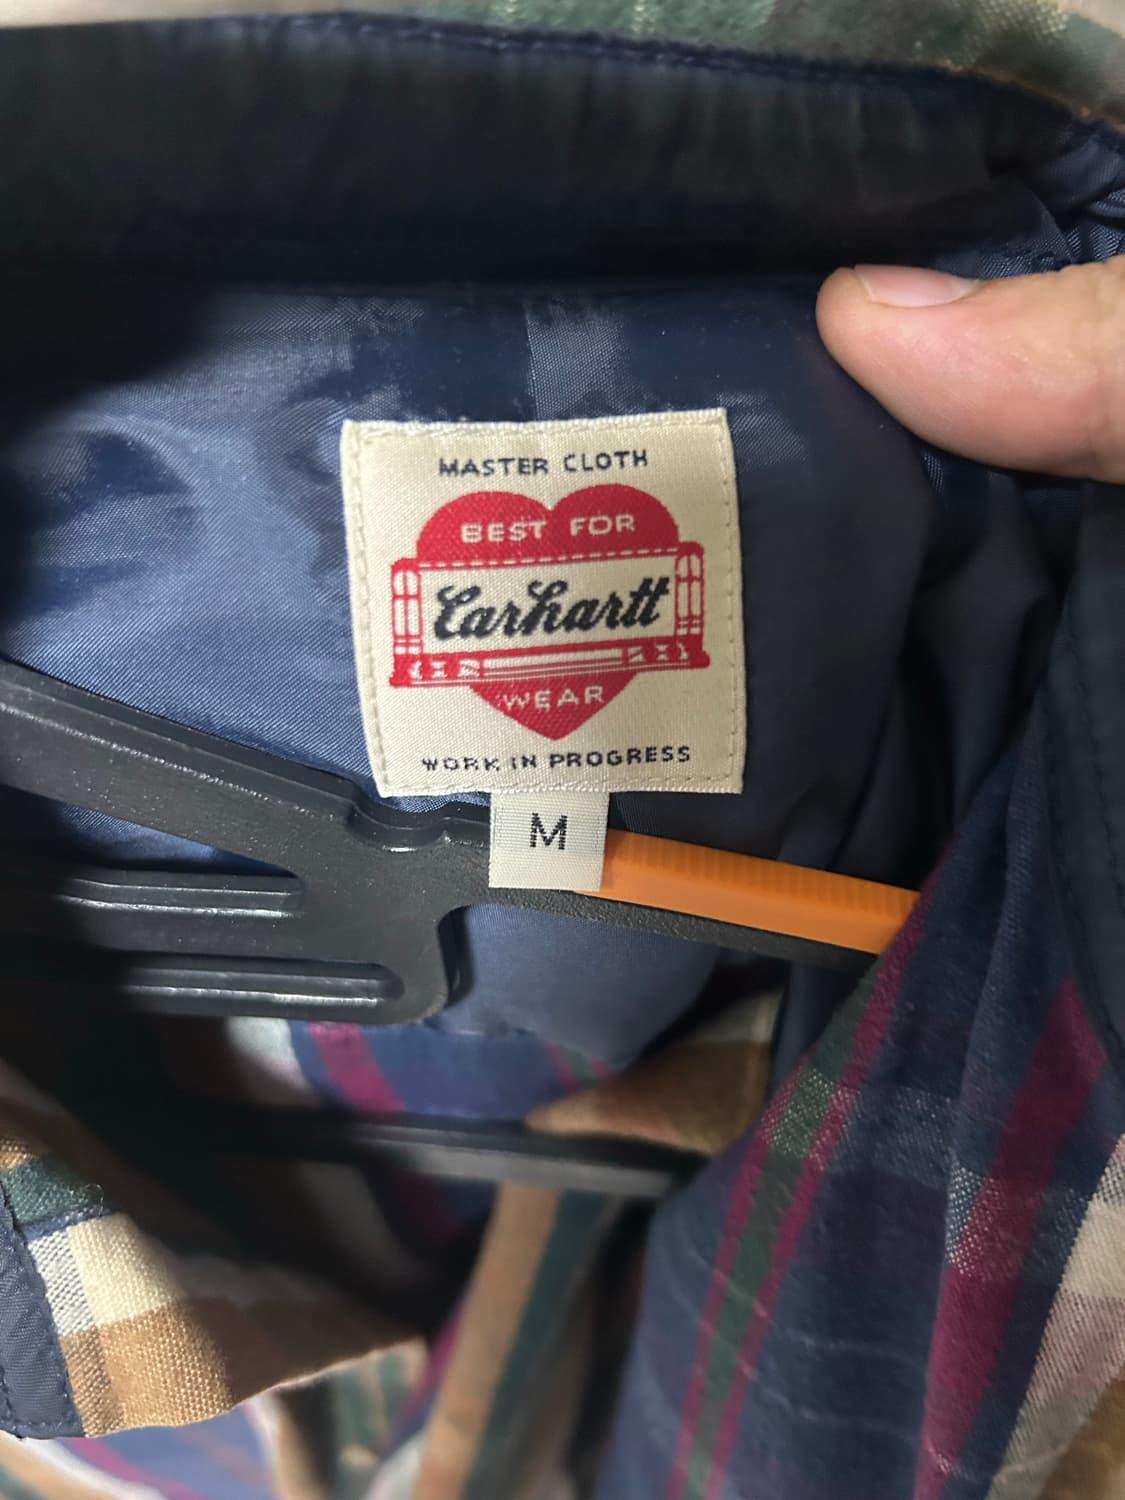 MASTER CLOTH
BEST FOR
Carhartt
WEAR
WORK IN PROGRESS
M